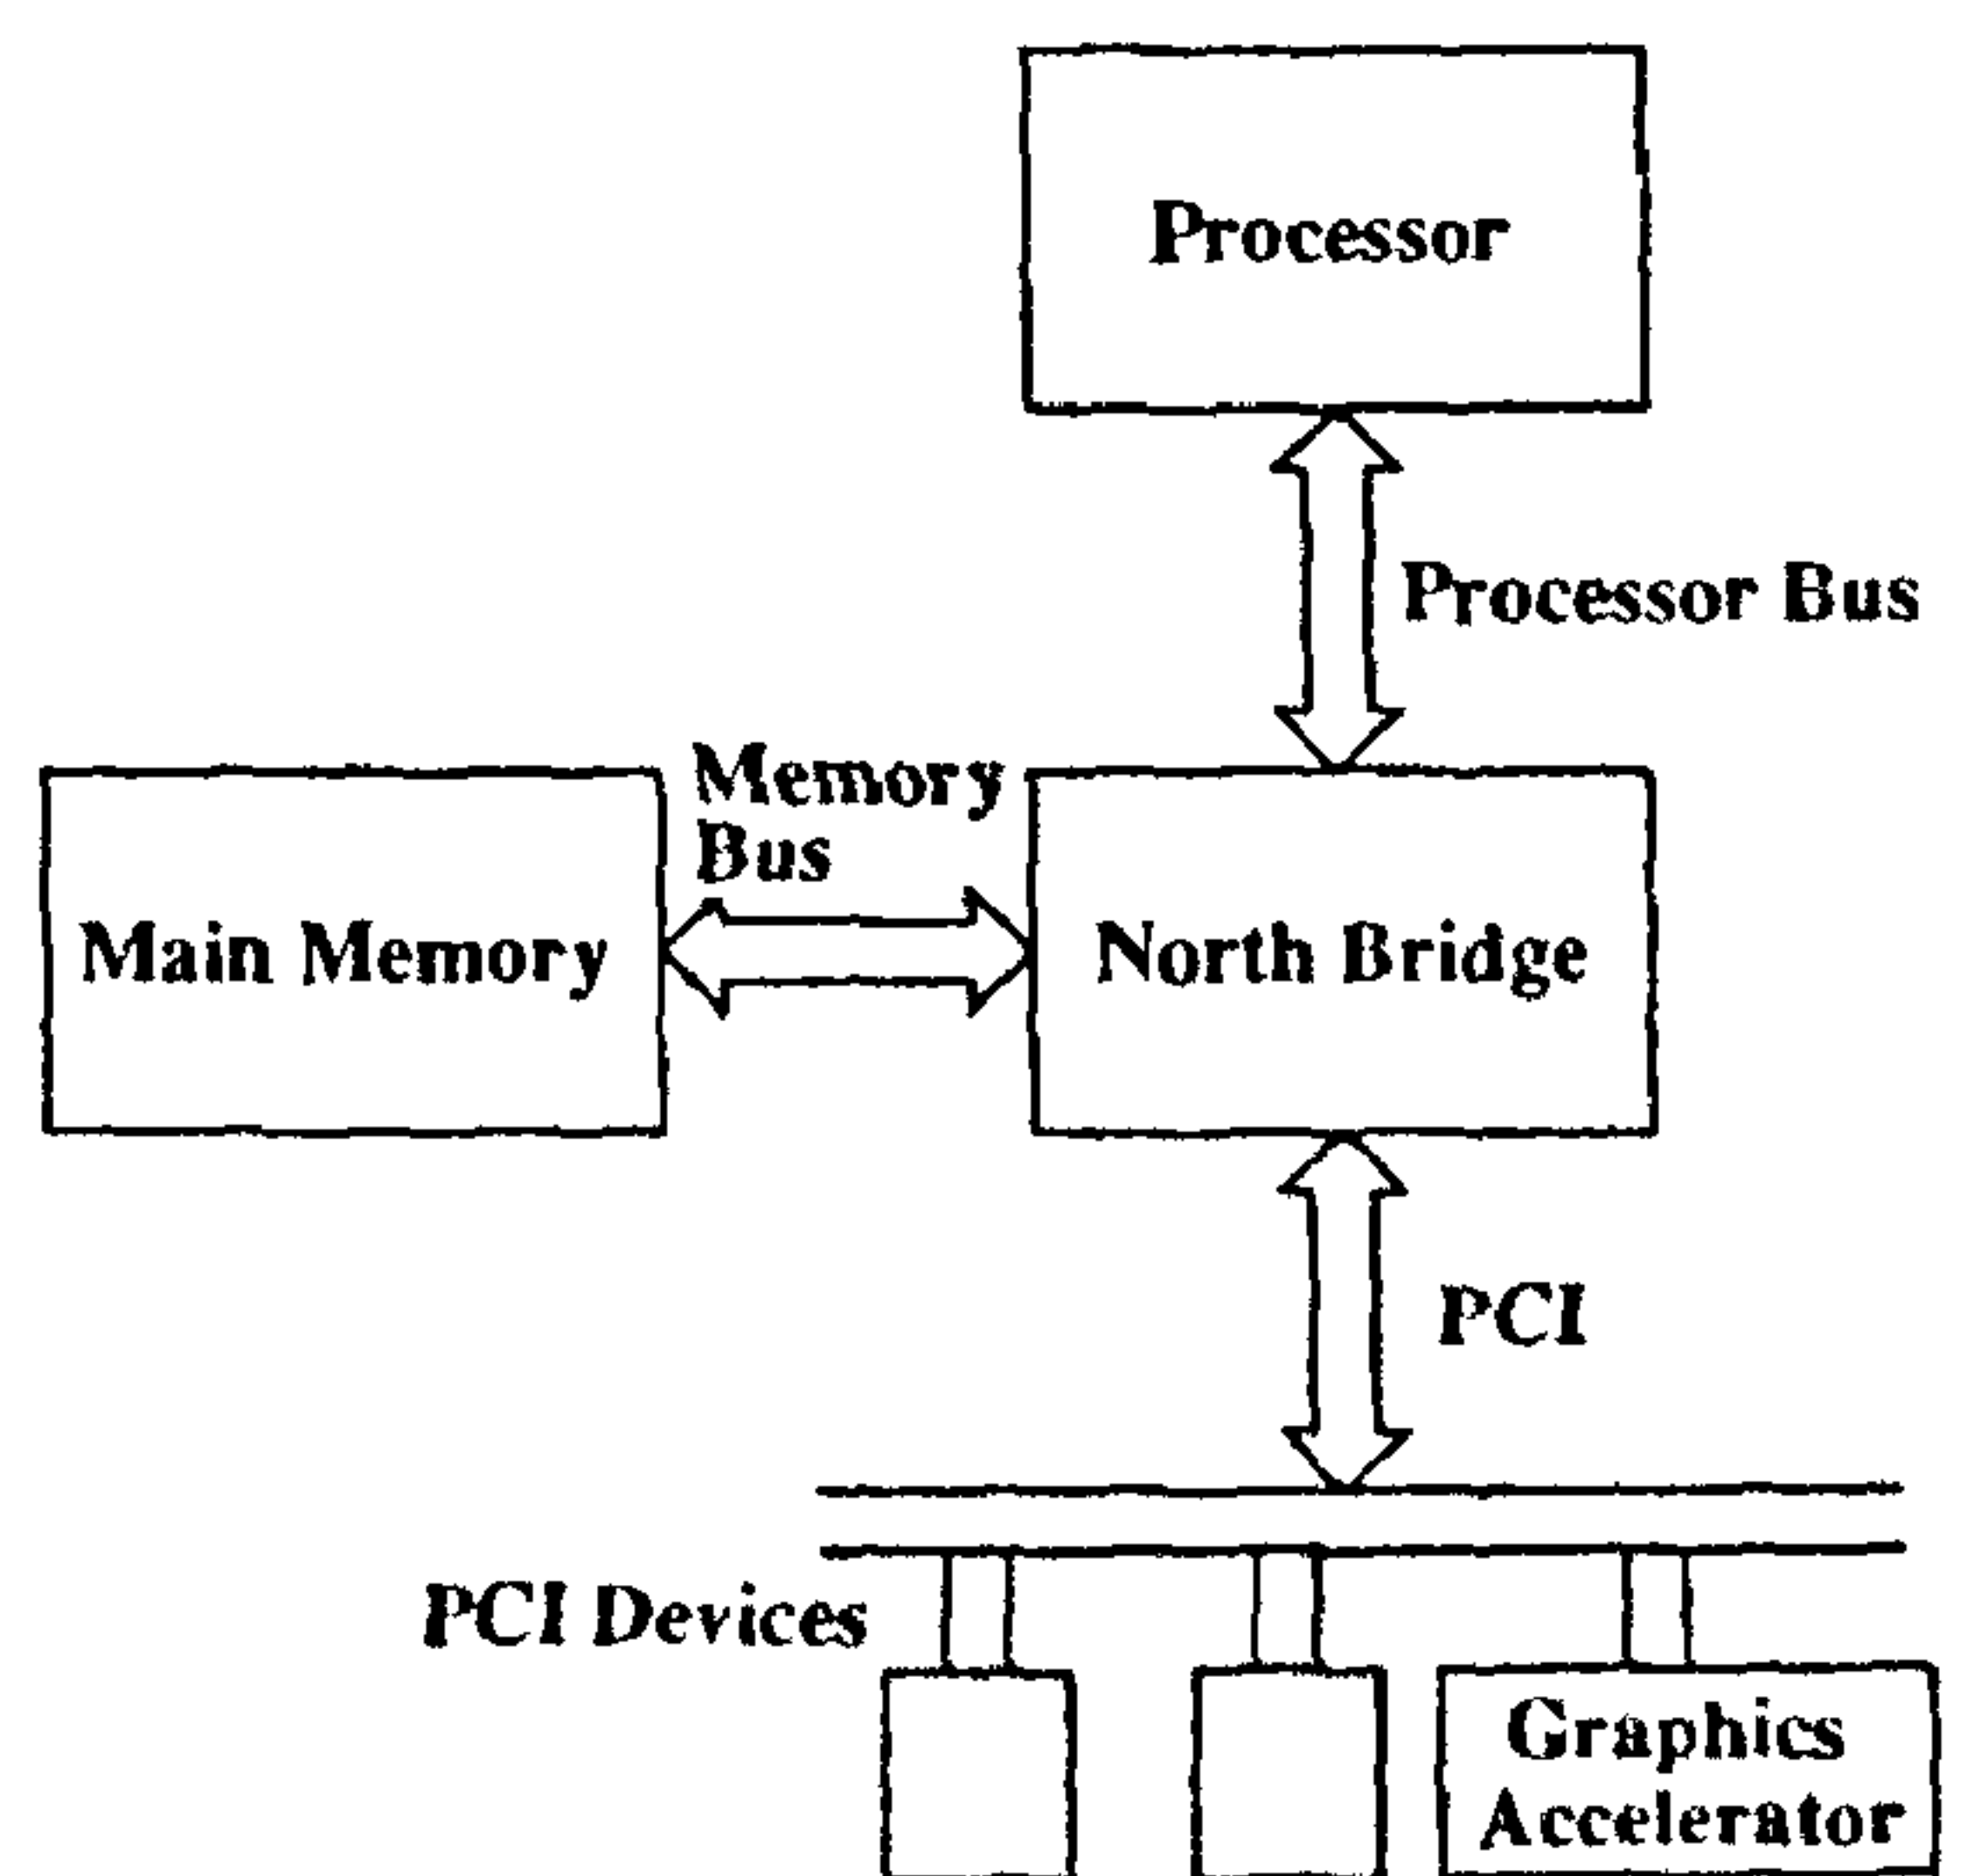 Processor
Processor Bus
Memory
Bus
Main Memory
North Bridge
PCI
PCI Devices
Graphics
Accelerator